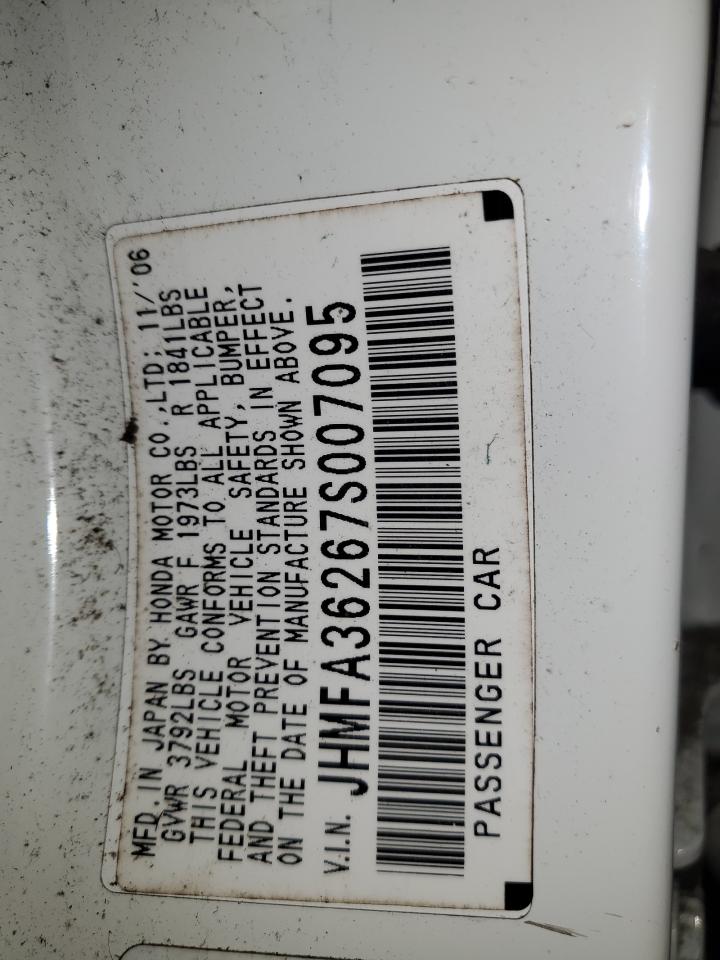 MFD. IN JAPAN BY HONDA MOTOR CO., LTD; 11/'06
GVWR 3792LBS GAWR F 1973LBS R 1841LBS
THIS VEHICLE CONFORMS TO ALL APPLICABLE
FEDERAL MOTOR VEHICLE SAFETY, BUMPER,
AND THEFT PREVENTION STANDARDS IN EFFECT
ON THE DATE OF MANUFACTURE SHOWN ABOVE.
V.I.N. JHMFA36267S007095
PASSENGER CAR